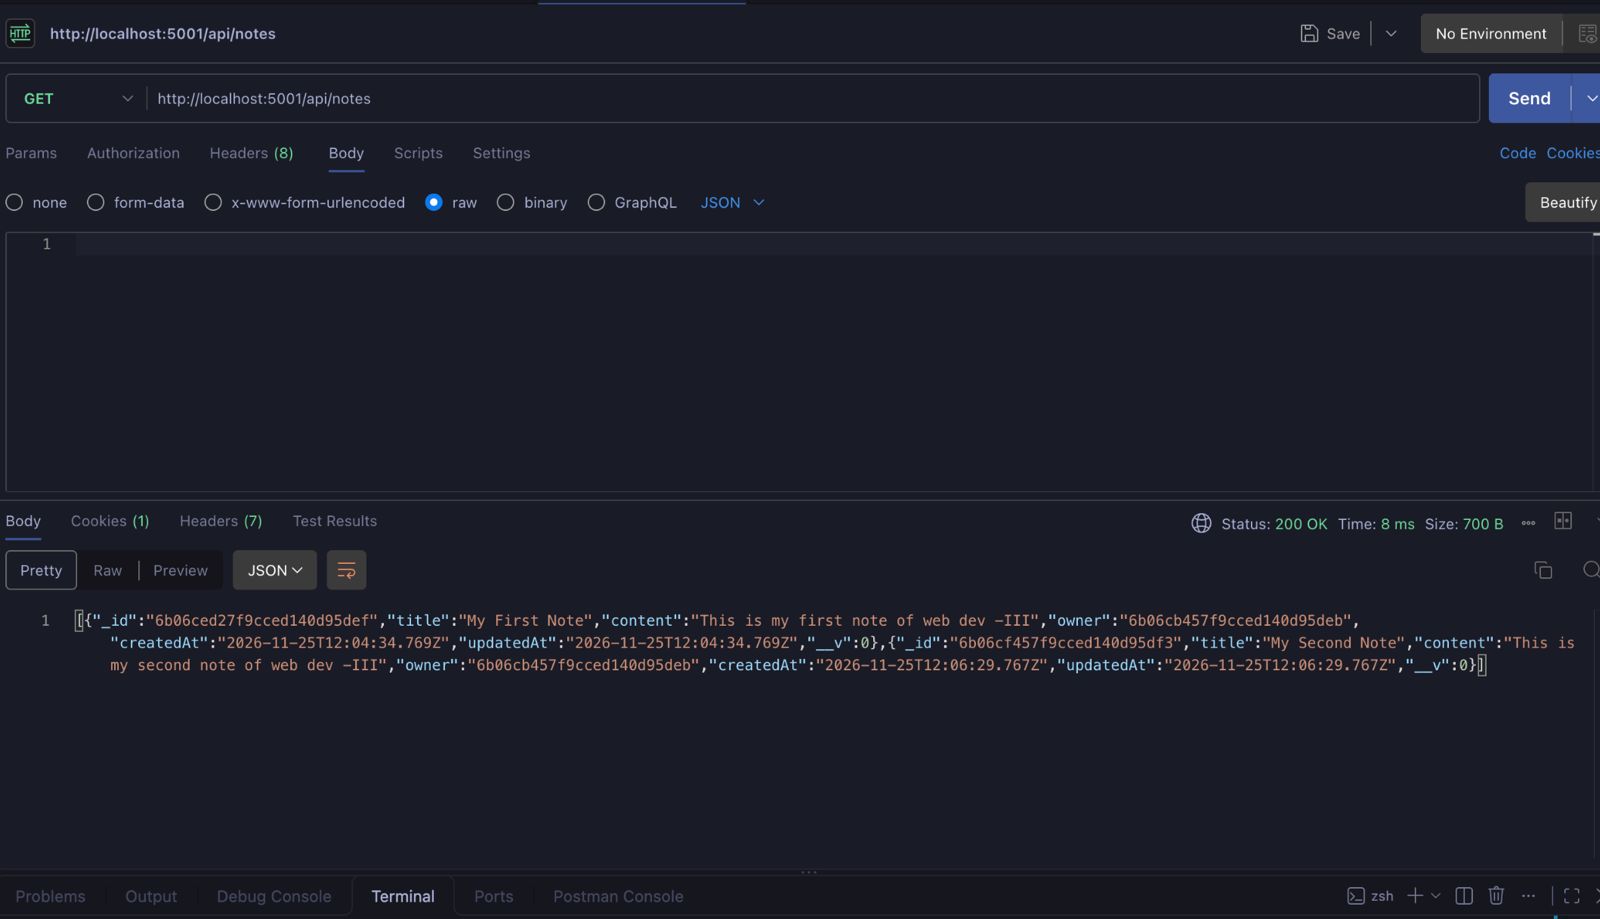 HTTP http://localhost:5001/api/notes Save No Environment
GET http://localhost:5001/api/notes Send
Params Authorization Headers (8) Body Scripts Settings Code Cookies
none form-data x-www-form-urlencoded raw binary GraphQL JSON Beautify
1
Body Cookies (1) Headers (7) Test Results Status: 200 OK Time: 8 ms Size: 700 B
Pretty Raw Preview JSON
1 [{"_id":"6b06ced27f9cced140d95def","title":"My First Note","content":"This is my first note of web dev -III","owner":"6b06cb457f9cced140d95deb",
"createdAt":"2026-11-25T12:04:34.769Z","updatedAt":"2026-11-25T12:04:34.769Z","__v":0},{"_id":"6b06cf457f9cced140d95df3","title":"My Second Note","content":"This is
my second note of web dev -III","owner":"6b06cb457f9cced140d95deb","createdAt":"2026-11-25T12:06:29.767Z","updatedAt":"2026-11-25T12:06:29.767Z","__v":0}]
Problems Output Debug Console Terminal Ports Postman Console zsh